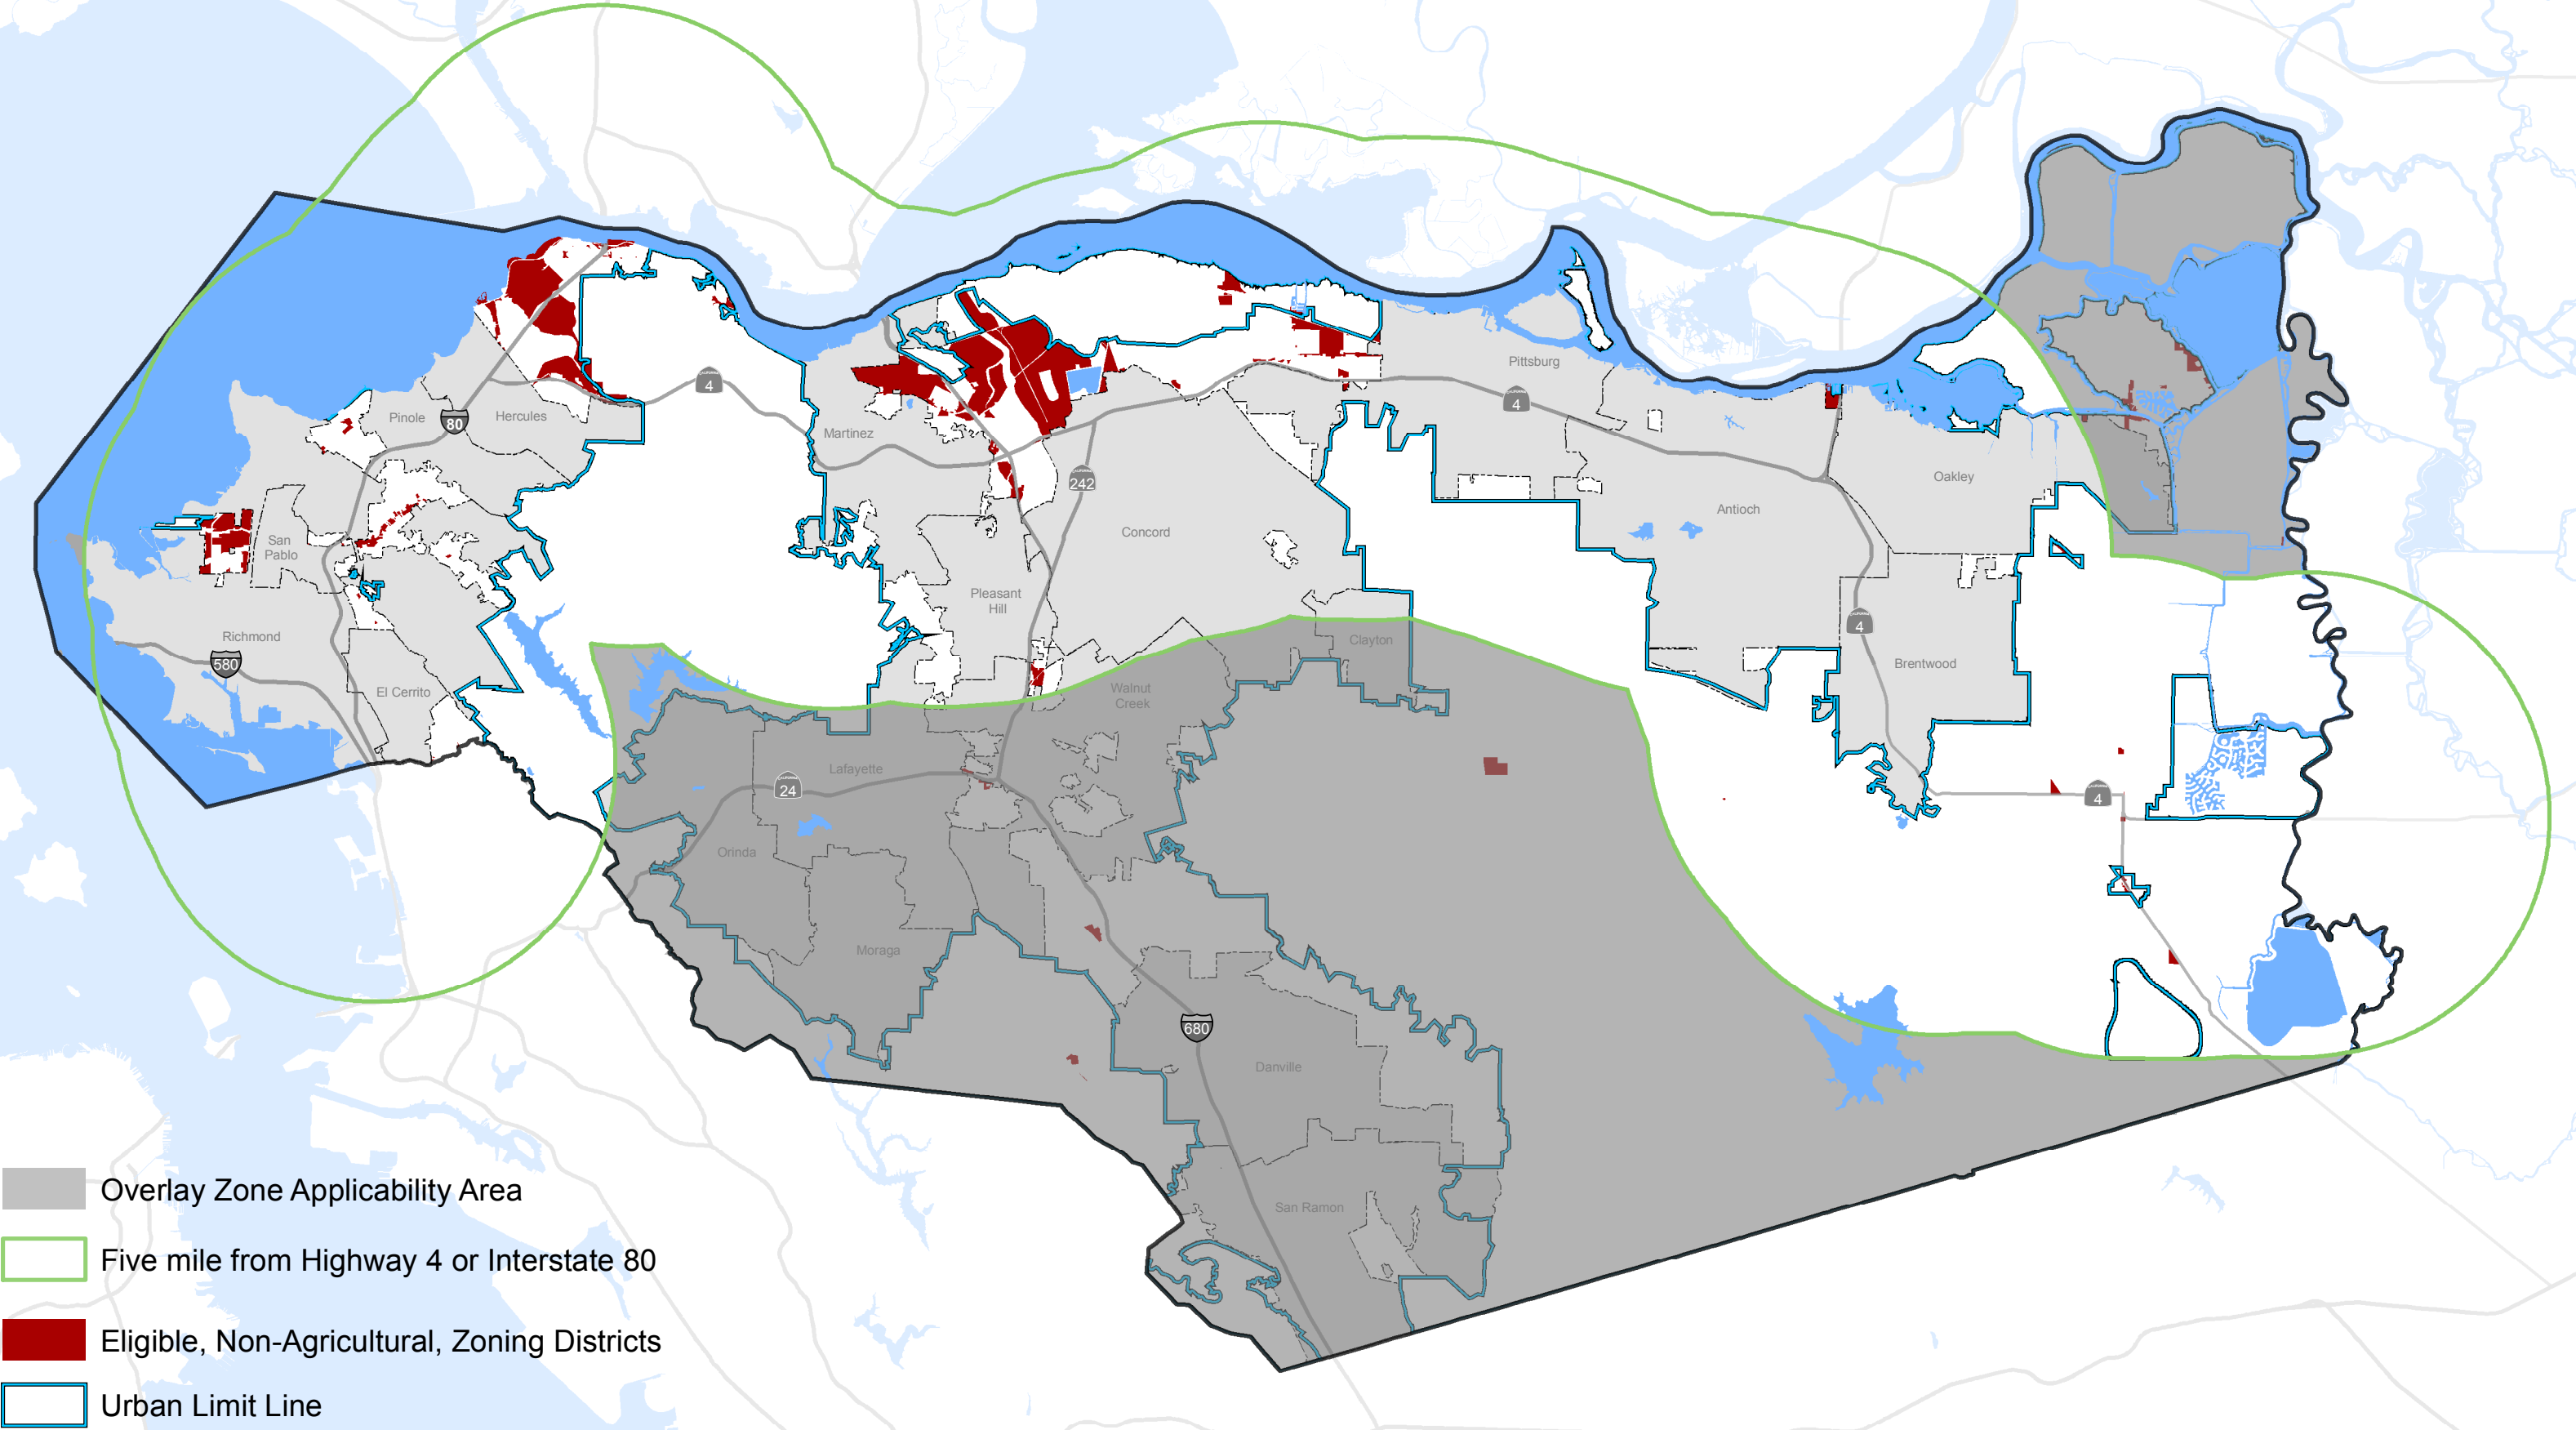 Pittsburg
4
4
Pinole
80
Hercules
Martinez
242
Oakley
Antioch
Concord
San
Pablo
Pleasant
Hill
4
Richmond
580
Clayton
Brentwood
El Cerrito
Walnut
Creek
Lafayette
24
4
Orinda
Moraga
680
Danville
San Ramon
Overlay Zone Applicability Area
Five mile from Highway 4 or Interstate 80
Eligible, Non-Agricultural, Zoning Districts
Urban Limit Line